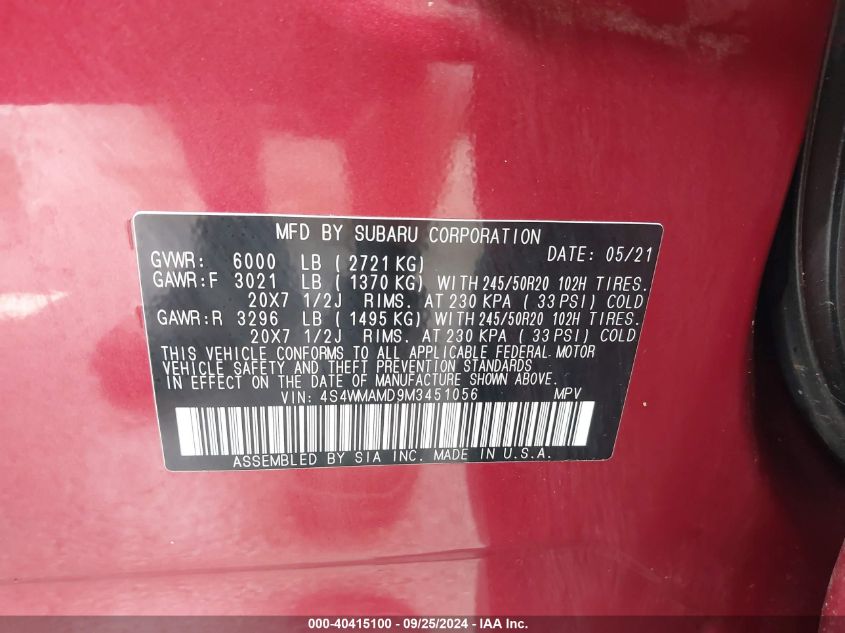 MFD BY SUBARU CORPORATION
GVWR: 6000 LB ( 2721 KG) DATE: 05/21
GAWR:F 3021 LB ( 1370 KG) WITH 245/50R20 102H TIRES.
20X7 1/2J RIMS. AT 230 KPA ( 33 PSI) COLD
GAWR:R 3296 LB ( 1495 KG) WITH 245/50R20 102H TIRES.
20X7 1/2J RIMS. AT 230 KPA ( 33 PSI) COLD
THIS VEHICLE CONFORMS TO ALL APPLICABLE FEDERAL MOTOR
VEHICLE SAFETY AND THEFT PREVENTION STANDARDS
IN EFFECT ON THE DATE OF MANUFACTURE SHOWN ABOVE.
VIN: 4S4WMAMD9M3451056 MPV
ASSEMBLED BY SIA INC. MADE IN U.S.A.
000-40415100 - 09/25/2024 - IAA Inc.